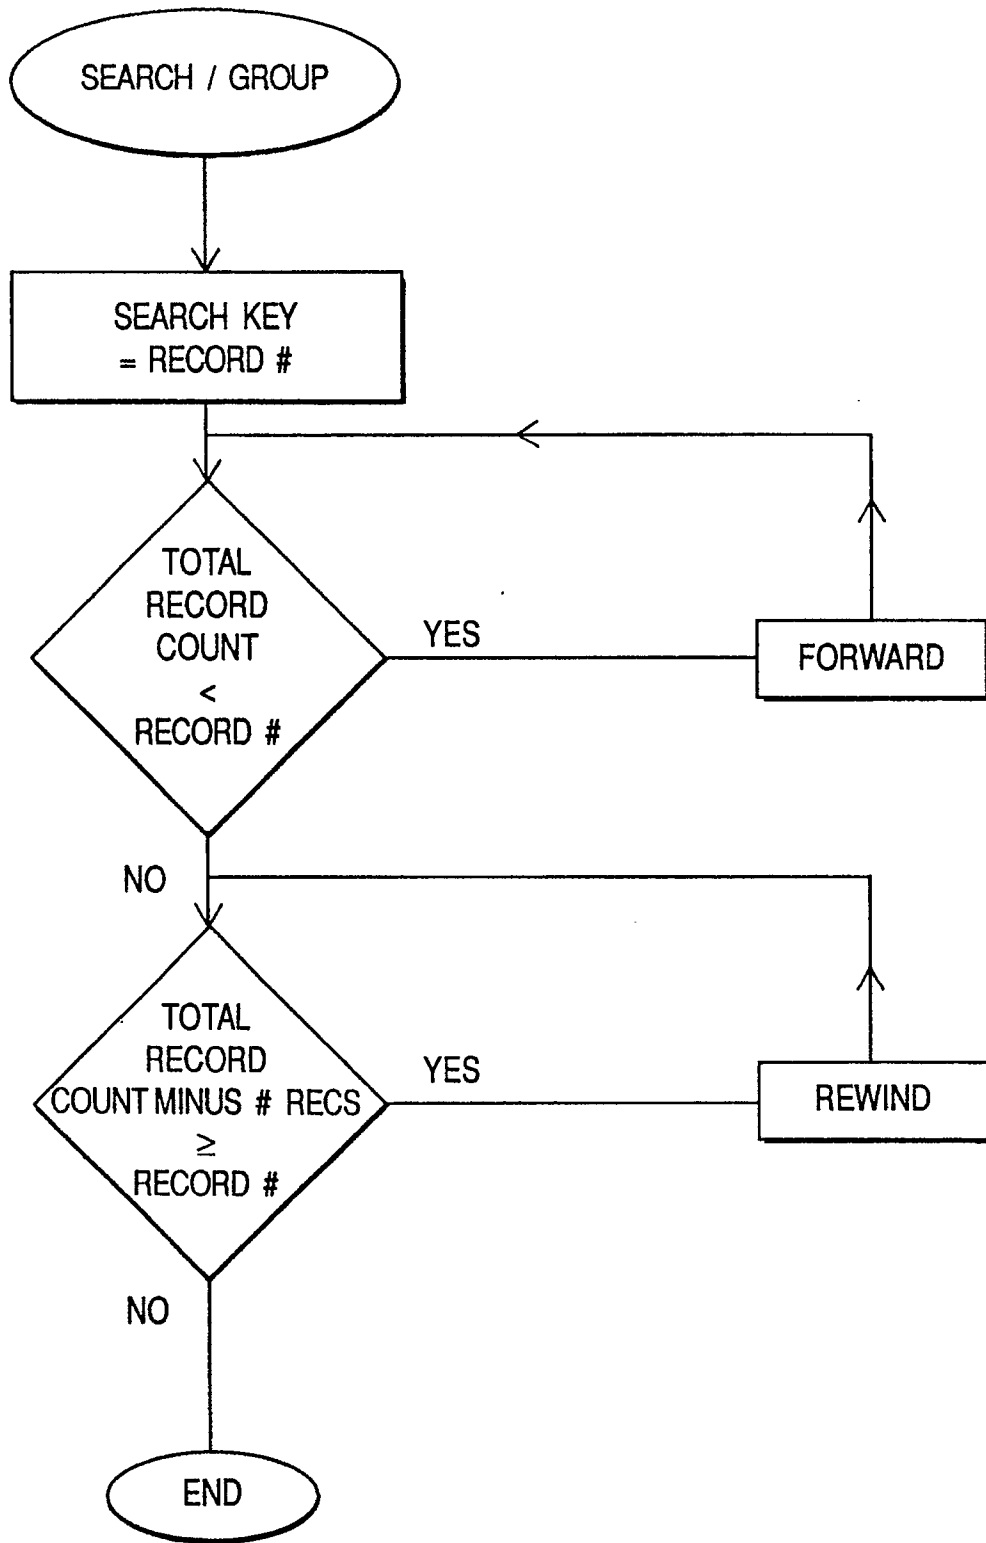 SEARCH / GROUP
SEARCH KEY
= RECORD #
TOTAL
RECORD
COUNT
<
RECORD #
YES
FORWARD
NO
TOTAL
RECORD
COUNT MINUS # RECS
≥
RECORD #
YES
REWIND
NO
END